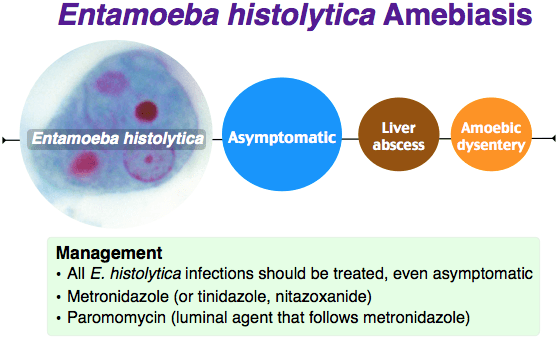 Entamoeba histolytica Amebiasis
Entamoeba histolytica
Asymptomatic
Liver
abscess
Amoebic
dysentery
Management
• All E. histolytica infections should be treated, even asymptomatic
• Metronidazole (or tinidazole, nitazoxanide)
• Paromomycin (luminal agent that follows metronidazole)